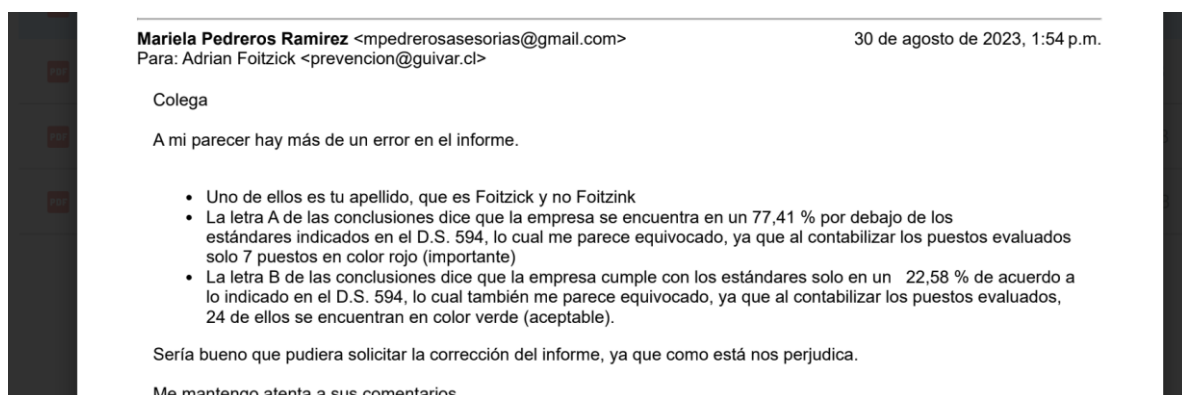 Mariela Pedreros Ramirez <mpedrerosasesorias@gmail.com> 30 de agosto de 2023, 1:54 p.m.
Para: Adrian Foitzick <prevencion@guivar.cl>
Colega
A mi parecer hay más de un error en el informe.
• Uno de ellos es tu apellido, que es Foitzick y no Foitzink
• La letra A de las conclusiones dice que la empresa se encuentra en un 77,41 % por debajo de los
estándares indicados en el D.S. 594, lo cual me parece equivocado, ya que al contabilizar los puestos evaluados
solo 7 puestos en color rojo (importante)
• La letra B de las conclusiones dice que la empresa cumple con los estándares solo en un 22,58 % de acuerdo a
lo indicado en el D.S. 594, lo cual también me parece equivocado, ya que al contabilizar los puestos evaluados,
24 de ellos se encuentran en color verde (aceptable).
Sería bueno que pudiera solicitar la corrección del informe, ya que como está nos perjudica.
Me mantengo atenta a sus comentarios